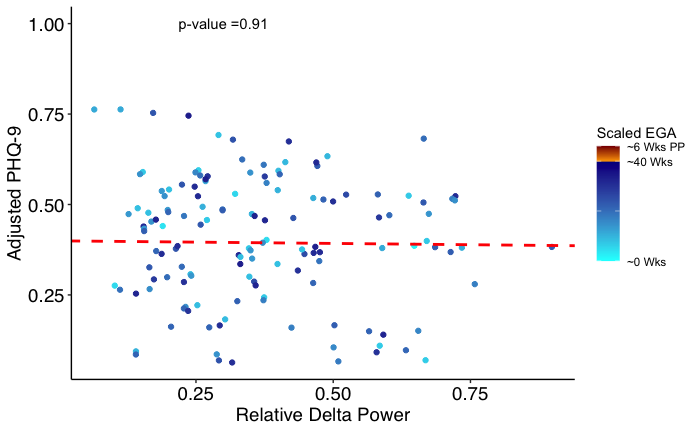 p-value =0.91
1.00
0.75
0.50
0.25
Adjusted PHQ-9
0.25
0.50
0.75
Relative Delta Power
Scaled EGA
~6 Wks PP
~40 Wks
~0 Wks